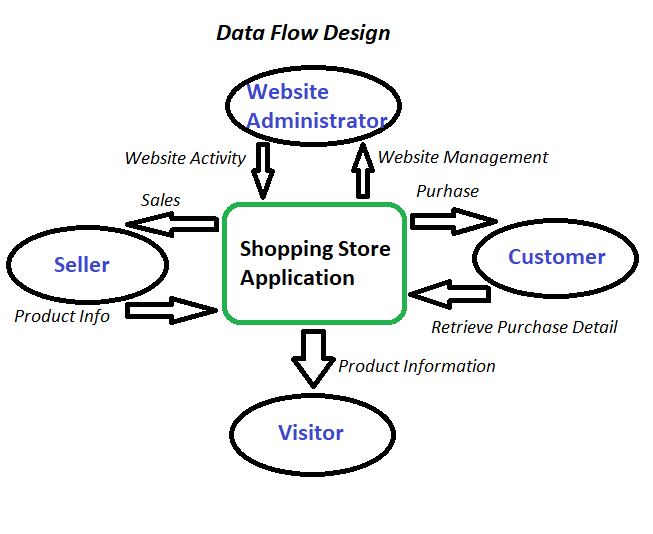 Data Flow Design
Website
Administrator
Website Activity
Website Management
Sales
Purhase
Seller
Shopping Store
Application
Customer
Product Info
Retrieve Purchase Detail
Product Information
Visitor